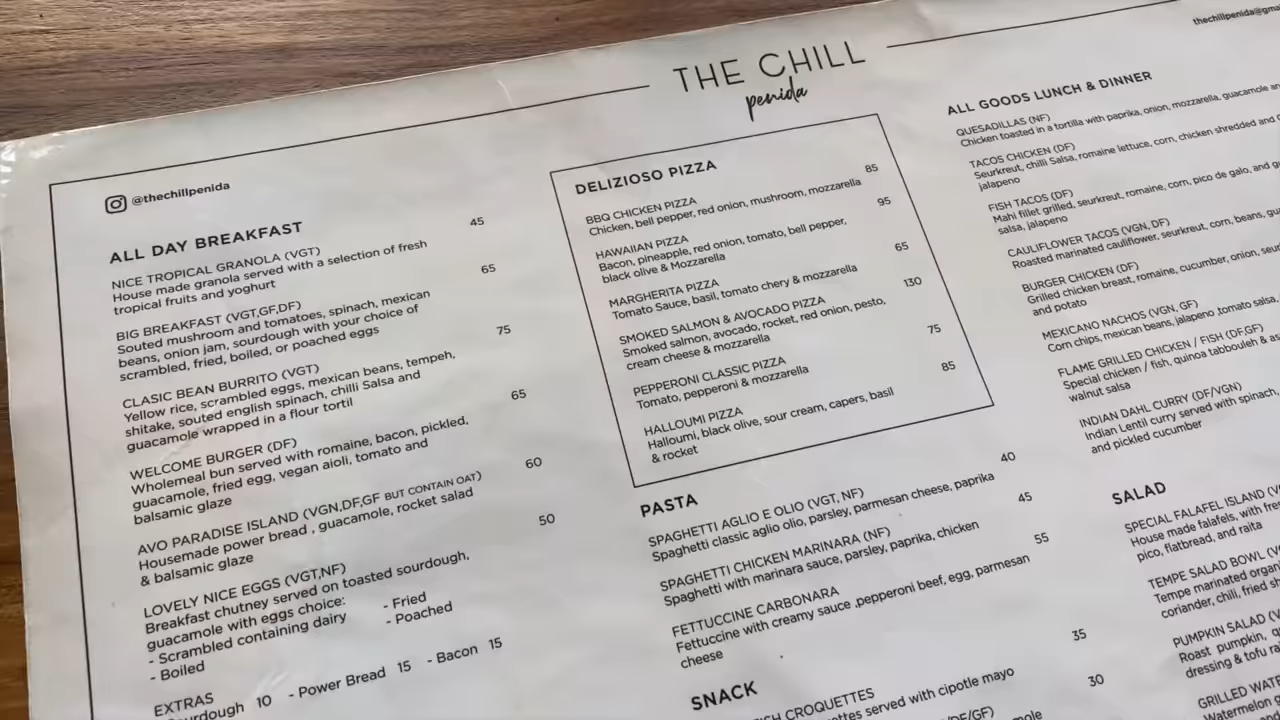 THE CHILL
penida
thechillpenida@gma
@thechillpenida
ALL DAY BREAKFAST
NICE TROPICAL GRANOLA (VGT) 45
House made granola served with a selection of fresh
tropical fruits and yoghurt
BIG BREAKFAST (VGT,GF,DF) 65
Souted mushroom and tomatoes, spinach, mexican
beans, onion jam, sourdough with your choice of
scrambled, fried, boiled, or poached eggs
CLASIC BEAN BURRITO (VGT) 75
Yellow rice, scrambled eggs, mexican beans, tempeh,
shitake, souted english spinach, chilli Salsa and
guacamole wrapped in a flour tortil
WELCOME BURGER (DF) 65
Wholemeal bun served with romaine, bacon, pickled,
guacamole, fried egg, vegan aioli, tomato and
balsamic glaze
AVO PARADISE ISLAND (VGN,DF,GF BUT CONTAIN OAT) 60
Housemade power bread , guacamole, rocket salad
& balsamic glaze
LOVELY NICE EGGS (VGT,NF) 50
Breakfast chutney served on toasted sourdough,
guacamole with eggs choice:
- Scrambled containing dairy - Fried
- Boiled - Poached
EXTRAS
Sourdough 10 - Power Bread 15 - Bacon 15
DELIZIOSO PIZZA
BBQ CHICKEN PIZZA 85
Chicken, bell pepper, red onion, mushroom, mozzarella
HAWAIIAN PIZZA 95
Bacon, pineapple, red onion, tomato, bell pepper,
black olive & Mozzarella
MARGHERITA PIZZA 65
Tomato Sauce, basil, tomato chery & mozzarella
SMOKED SALMON & AVOCADO PIZZA 130
Smoked salmon, avocado, rocket, red onion, pesto,
cream cheese & mozzarella
PEPPERONI CLASSIC PIZZA 75
Tomato, pepperoni & mozzarella
HALLOUMI PIZZA 85
Halloumi, black olive, sour cream, capers, basil
& rocket
PASTA
SPAGHETTI AGLIO E OLIO (VGT, NF) 40
Spaghetti classic aglio olio, parsley, parmesan cheese, paprika
SPAGHETTI CHICKEN MARINARA (NF) 45
Spaghetti with marinara sauce, parsley, paprika, chicken
FETTUCCINE CARBONARA 55
Fettuccine with creamy sauce ,pepperoni beef, egg, parmesan
cheese
SNACK
CROQUETTES 35
served with cipotle mayo
30
ALL GOODS LUNCH & DINNER
QUESADILLAS (NF)
Chicken toasted in a tortilla with paprika, onion, mozzarella, guacamole
TACOS CHICKEN (DF)
Seurkreut, chilli Salsa, romaine lettuce, corn, chicken shredded and
jalapeno
FISH TACOS (DF)
Mahi fillet grilled, seurkreut, romaine, corn, pico de galo, and
salsa, jalapeno
CAULIFLOWER TACOS (VGN, DF)
Roasted marinated cauliflower, seurkreut, corn, beans,
BURGER CHICKEN (DF)
Grilled chicken breast, romaine, cucumber, onion,
and potato
MEXICANO NACHOS (VGN, GF)
Corn chips, mexican beans, jalapeno ,tomato salsa,
FLAME GRILLED CHICKEN / FISH (DF,GF)
Special chicken / fish, quinoa tabbouleh &
walnut salsa
INDIAN DAHL CURRY (DF/VGN)
Indian Lentil curry served with spinach,
and pickled cucumber
SALAD
SPECIAL FALAFEL ISLAND
House made falafels, with
pico, flatbread, and raita
TEMPE SALAD BOWL
Tempe marinated
coriander, chili, fried
PUMPKIN SALAD
Roast pumpkin,
dressing & tofu
GRILLED
Watermelon